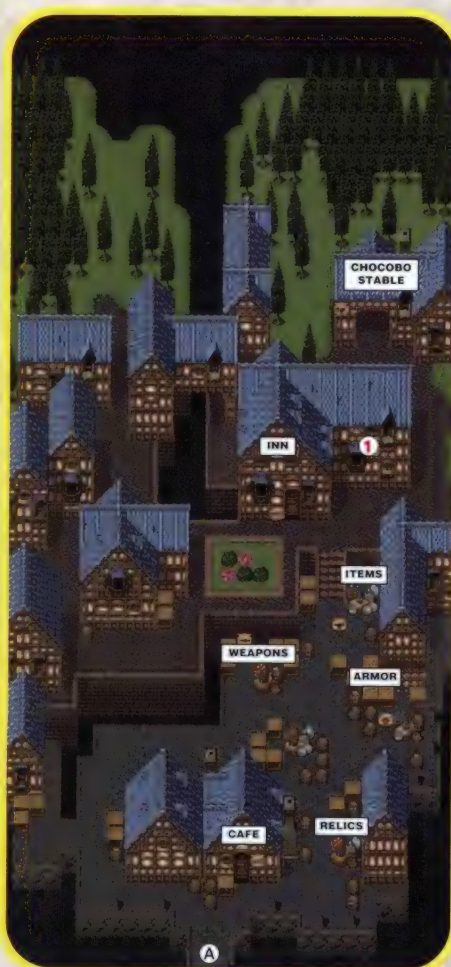 CHOCOBO
STABLE
INN
1
ITEMS
WEAPONS
ARMOR
RELICS
CAFE
A